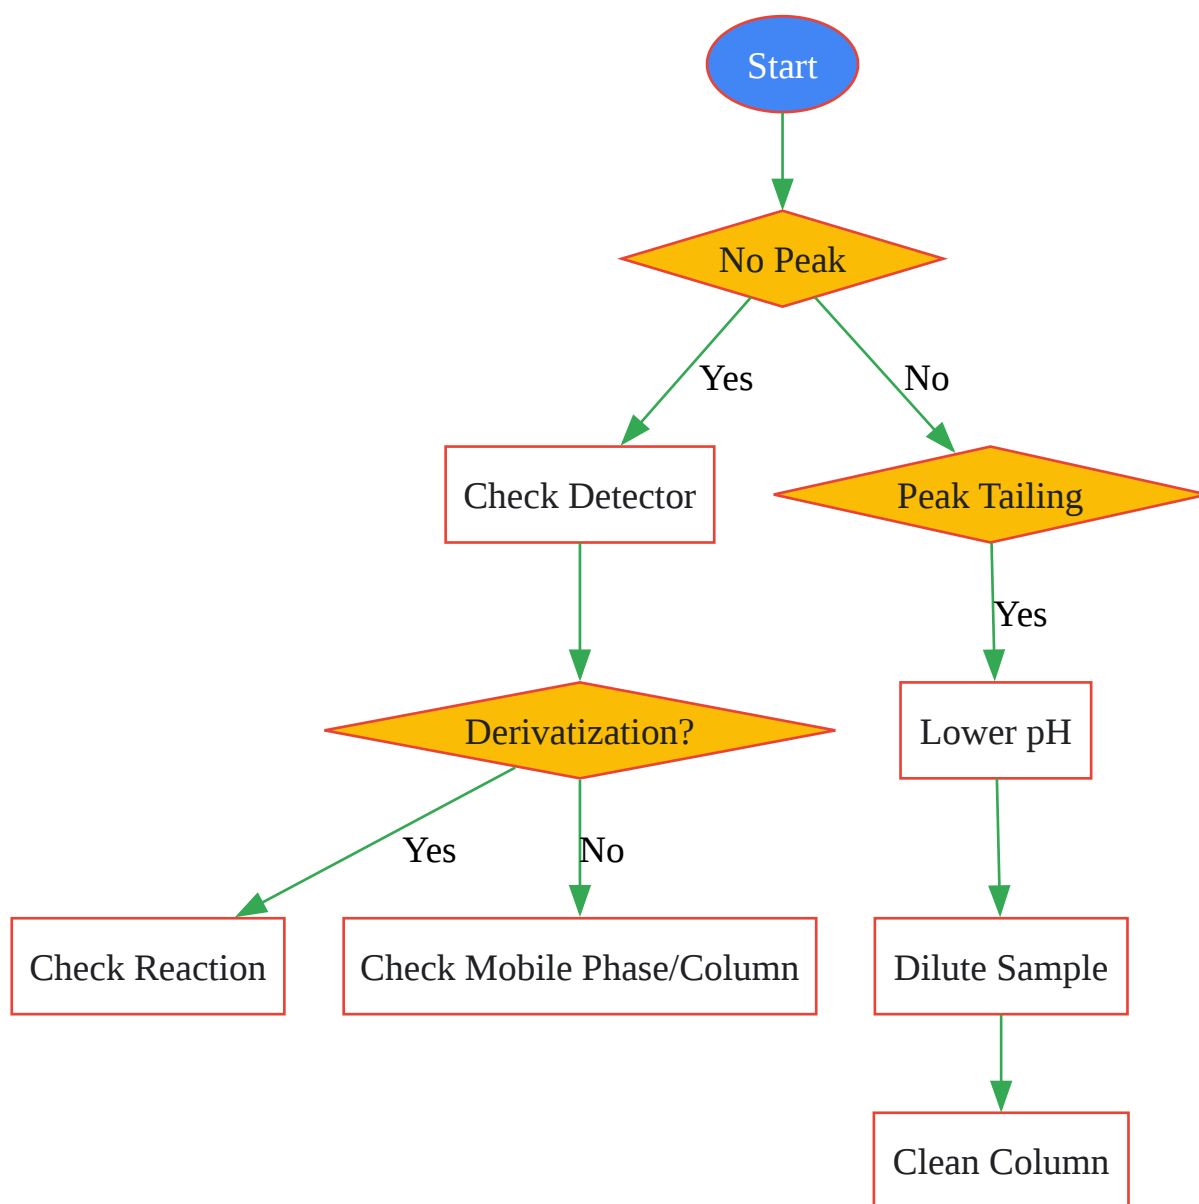 Start
No Peak
Yes
No
Check Detector
Peak Tailing
Yes
Derivatization?
Lower pH
Yes
No
Check Reaction
Check Mobile Phase/Column
Dilute Sample
Clean Column